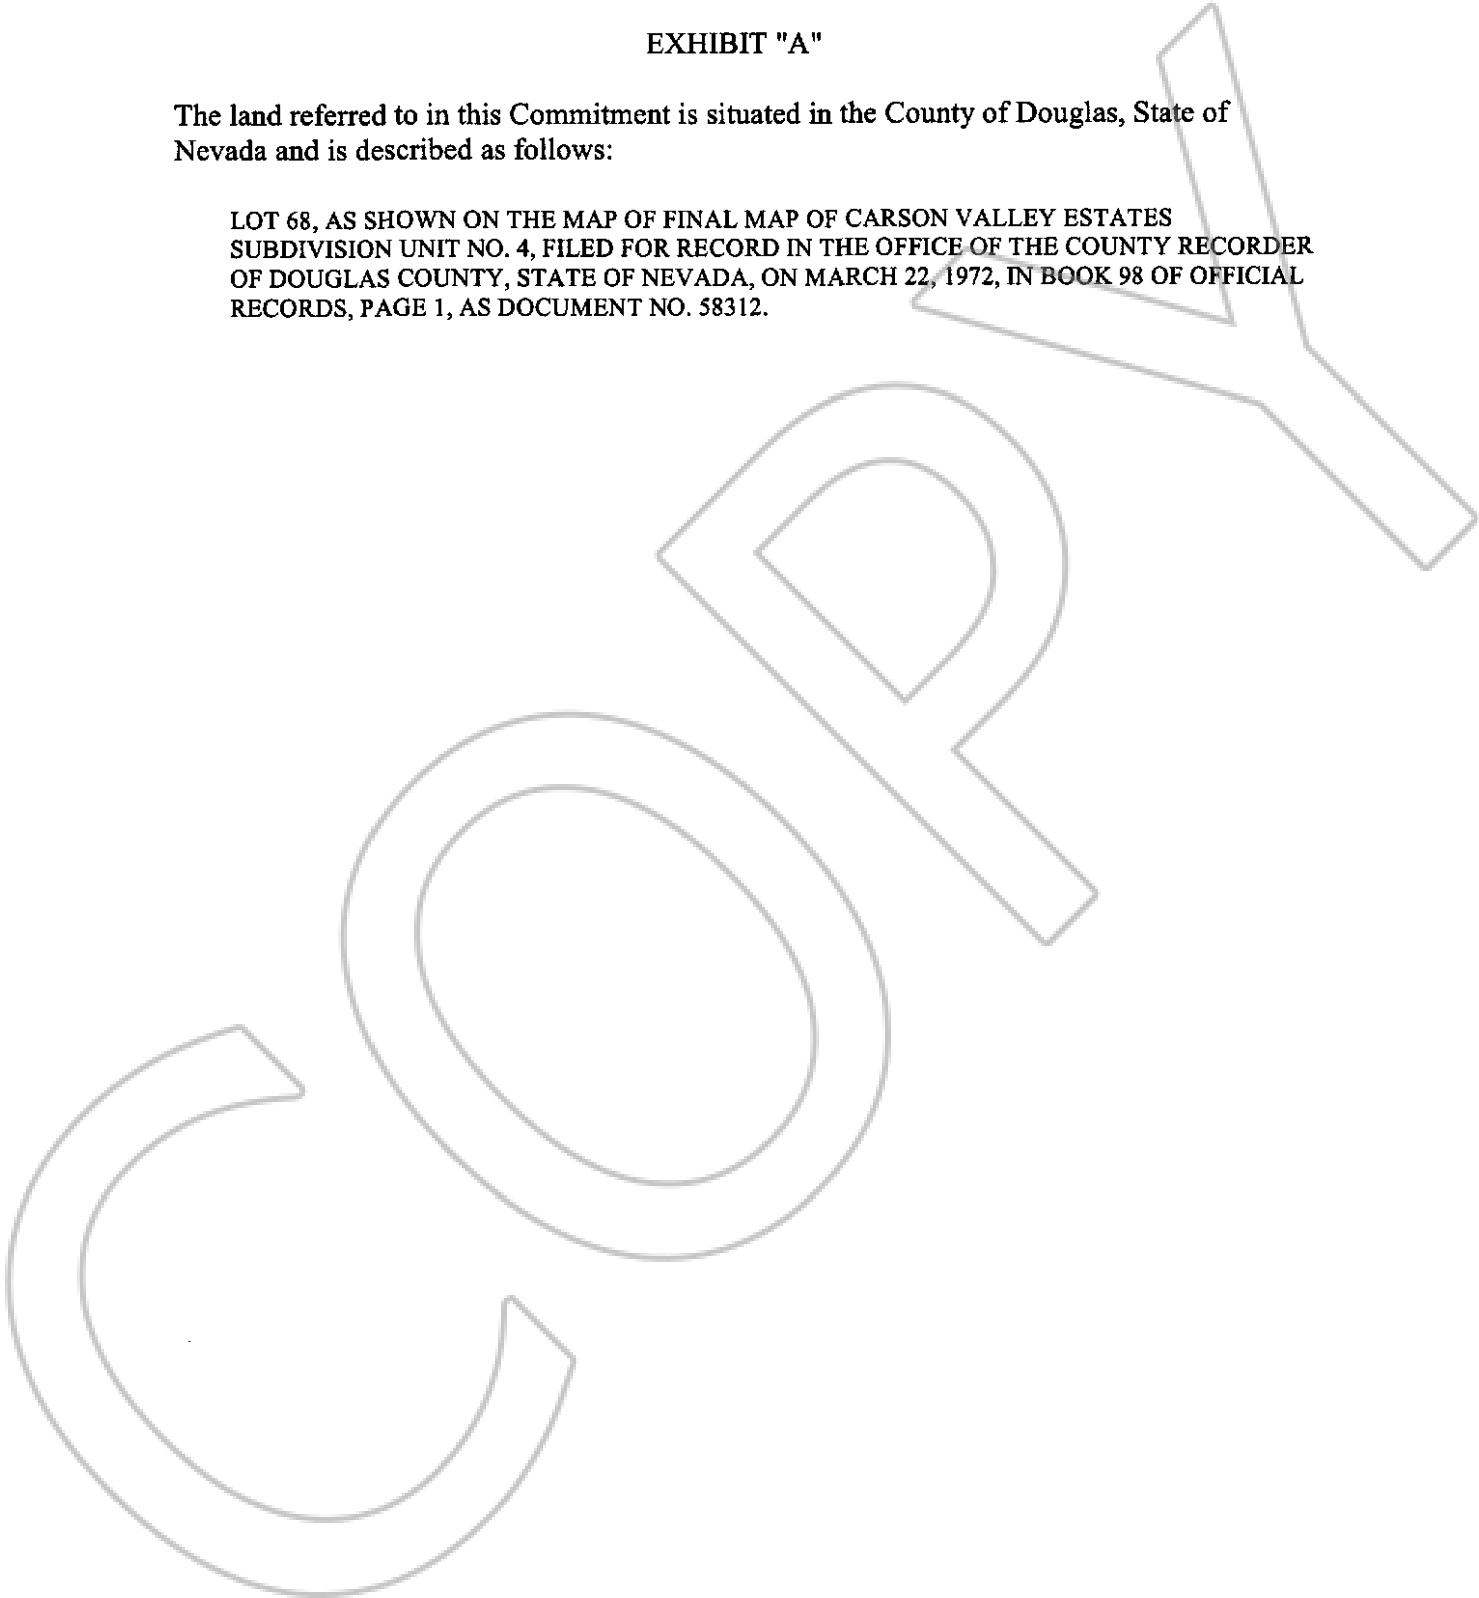 EXHIBIT "A"
The land referred to in this Commitment is situated in the County of Douglas, State of
Nevada and is described as follows:
LOT 68, AS SHOWN ON THE MAP OF FINAL MAP OF CARSON VALLEY ESTATES
SUBDIVISION UNIT NO. 4, FILED FOR RECORD IN THE OFFICE OF THE COUNTY RECORDER
OF DOUGLAS COUNTY, STATE OF NEVADA, ON MARCH 22, 1972, IN BOOK 98 OF OFFICIAL
RECORDS, PAGE 1, AS DOCUMENT NO. 58312.
COPY